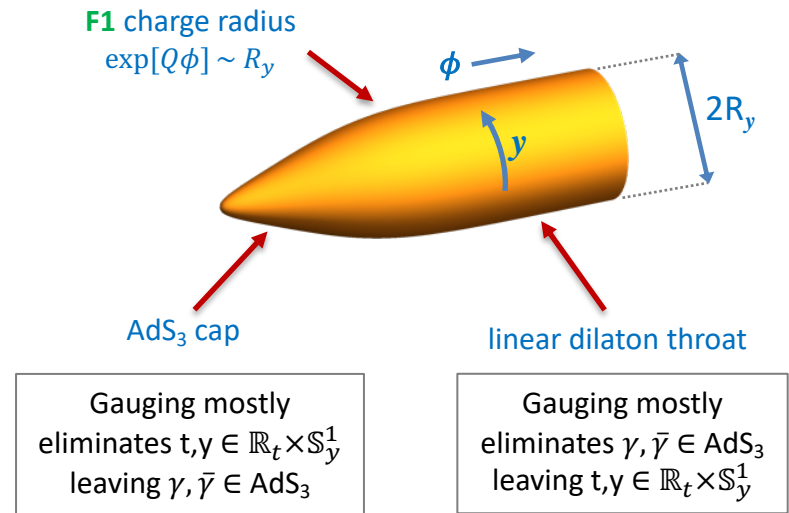 F1 charge radius
exp[Qϕ] ~ R_y
ϕ
y
2R_y
AdS₃ cap
linear dilaton throat
Gauging mostly
eliminates t,y ∈ ℝ_t×𝕊¹_y
leaving γ, γ̄ ∈ AdS₃
Gauging mostly
eliminates γ, γ̄ ∈ AdS₃
leaving t,y ∈ ℝ_t×𝕊¹_y